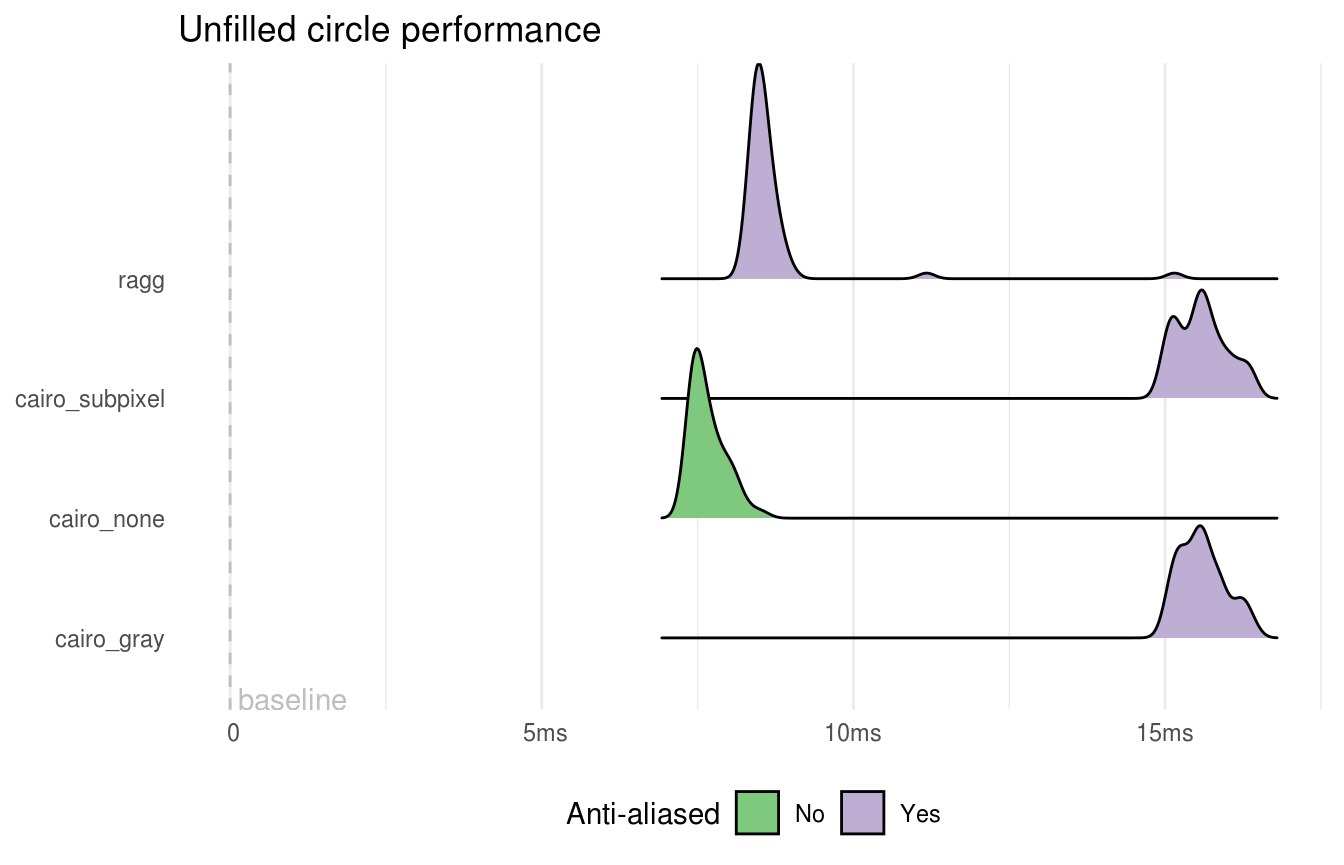 Unfilled circle performance
ragg
cairo_subpixel
cairo_none
cairo_gray
baseline
0 5ms 10ms 15ms
Anti-aliased No Yes